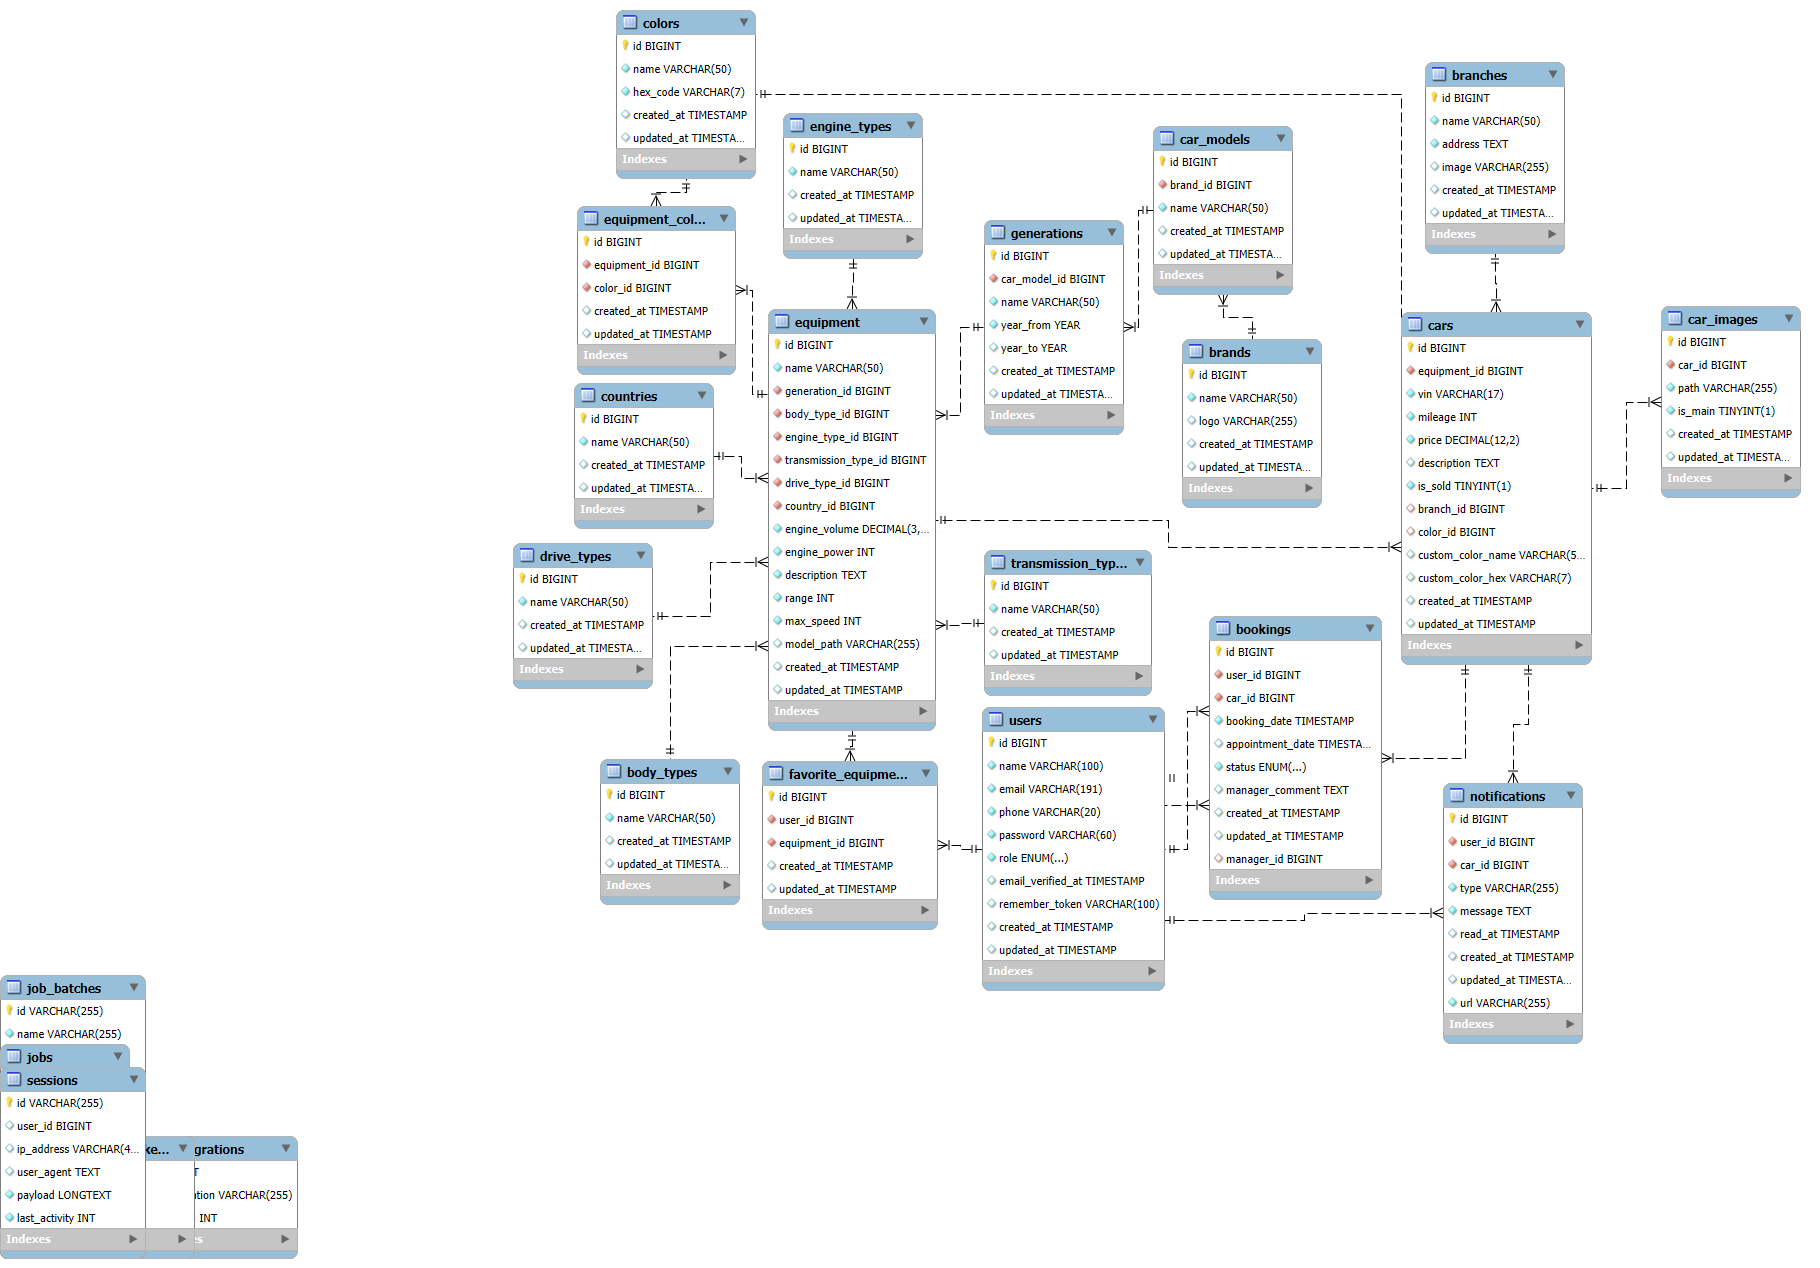 colors
id BIGINT
name VARCHAR(50)
hex_code VARCHAR(7)
created_at TIMESTAMP
updated_at TIMESTA...
Indexes
branches
id BIGINT
name VARCHAR(50)
address TEXT
image VARCHAR(255)
created_at TIMESTAMP
updated_at TIMESTA...
Indexes
engine_types
id BIGINT
name VARCHAR(50)
created_at TIMESTAMP
updated_at TIMESTA...
Indexes
car_models
id BIGINT
brand_id BIGINT
name VARCHAR(50)
created_at TIMESTAMP
updated_at TIMESTA...
Indexes
equipment_col...
id BIGINT
equipment_id BIGINT
color_id BIGINT
created_at TIMESTAMP
updated_at TIMESTAMP
Indexes
generations
id BIGINT
car_model_id BIGINT
name VARCHAR(50)
year_from YEAR
year_to YEAR
created_at TIMESTAMP
updated_at TIMESTA...
Indexes
equipment
id BIGINT
name VARCHAR(50)
generation_id BIGINT
body_type_id BIGINT
engine_type_id BIGINT
transmission_type_id BIGINT
drive_type_id BIGINT
country_id BIGINT
engine_volume DECIMAL(3,...
engine_power INT
description TEXT
range INT
max_speed INT
model_path VARCHAR(255)
created_at TIMESTAMP
updated_at TIMESTAMP
Indexes
cars
id BIGINT
equipment_id BIGINT
vin VARCHAR(17)
mileage INT
price DECIMAL(12,2)
description TEXT
is_sold TINYINT(1)
branch_id BIGINT
color_id BIGINT
custom_color_name VARCHAR(5...
custom_color_hex VARCHAR(7)
created_at TIMESTAMP
updated_at TIMESTAMP
Indexes
car_images
id BIGINT
car_id BIGINT
path VARCHAR(255)
is_main TINYINT(1)
created_at TIMESTAMP
updated_at TIMESTA...
Indexes
brands
id BIGINT
name VARCHAR(50)
logo VARCHAR(255)
created_at TIMESTAMP
updated_at TIMESTA...
Indexes
countries
id BIGINT
name VARCHAR(50)
created_at TIMESTAMP
updated_at TIMESTA...
Indexes
drive_types
id BIGINT
name VARCHAR(50)
created_at TIMESTAMP
updated_at TIMESTA...
Indexes
transmission_typ...
id BIGINT
name VARCHAR(50)
created_at TIMESTAMP
updated_at TIMESTAMP
Indexes
bookings
id BIGINT
user_id BIGINT
car_id BIGINT
booking_date TIMESTAMP
appointment_date TIMESTA...
status ENUM(...)
manager_comment TEXT
created_at TIMESTAMP
updated_at TIMESTAMP
manager_id BIGINT
Indexes
users
id BIGINT
name VARCHAR(100)
email VARCHAR(191)
phone VARCHAR(20)
password VARCHAR(60)
role ENUM(...)
email_verified_at TIMESTAMP
remember_token VARCHAR(100)
created_at TIMESTAMP
updated_at TIMESTAMP
Indexes
body_types
id BIGINT
name VARCHAR(50)
created_at TIMESTAMP
updated_at TIMESTA...
Indexes
favorite_equipme...
id BIGINT
user_id BIGINT
equipment_id BIGINT
created_at TIMESTAMP
updated_at TIMESTAMP
Indexes
notifications
id BIGINT
user_id BIGINT
car_id BIGINT
type VARCHAR(255)
message TEXT
read_at TIMESTAMP
created_at TIMESTAMP
updated_at TIMESTA...
url VARCHAR(255)
Indexes
job_batches
id VARCHAR(255)
name VARCHAR(255)
jobs
sessions
id VARCHAR(255)
user_id BIGINT
ip_address VARCHAR(4...
user_agent TEXT
payload LONGTEXT
last_activity INT
Indexes
ke...
grations
VARCHAR(255)
INT